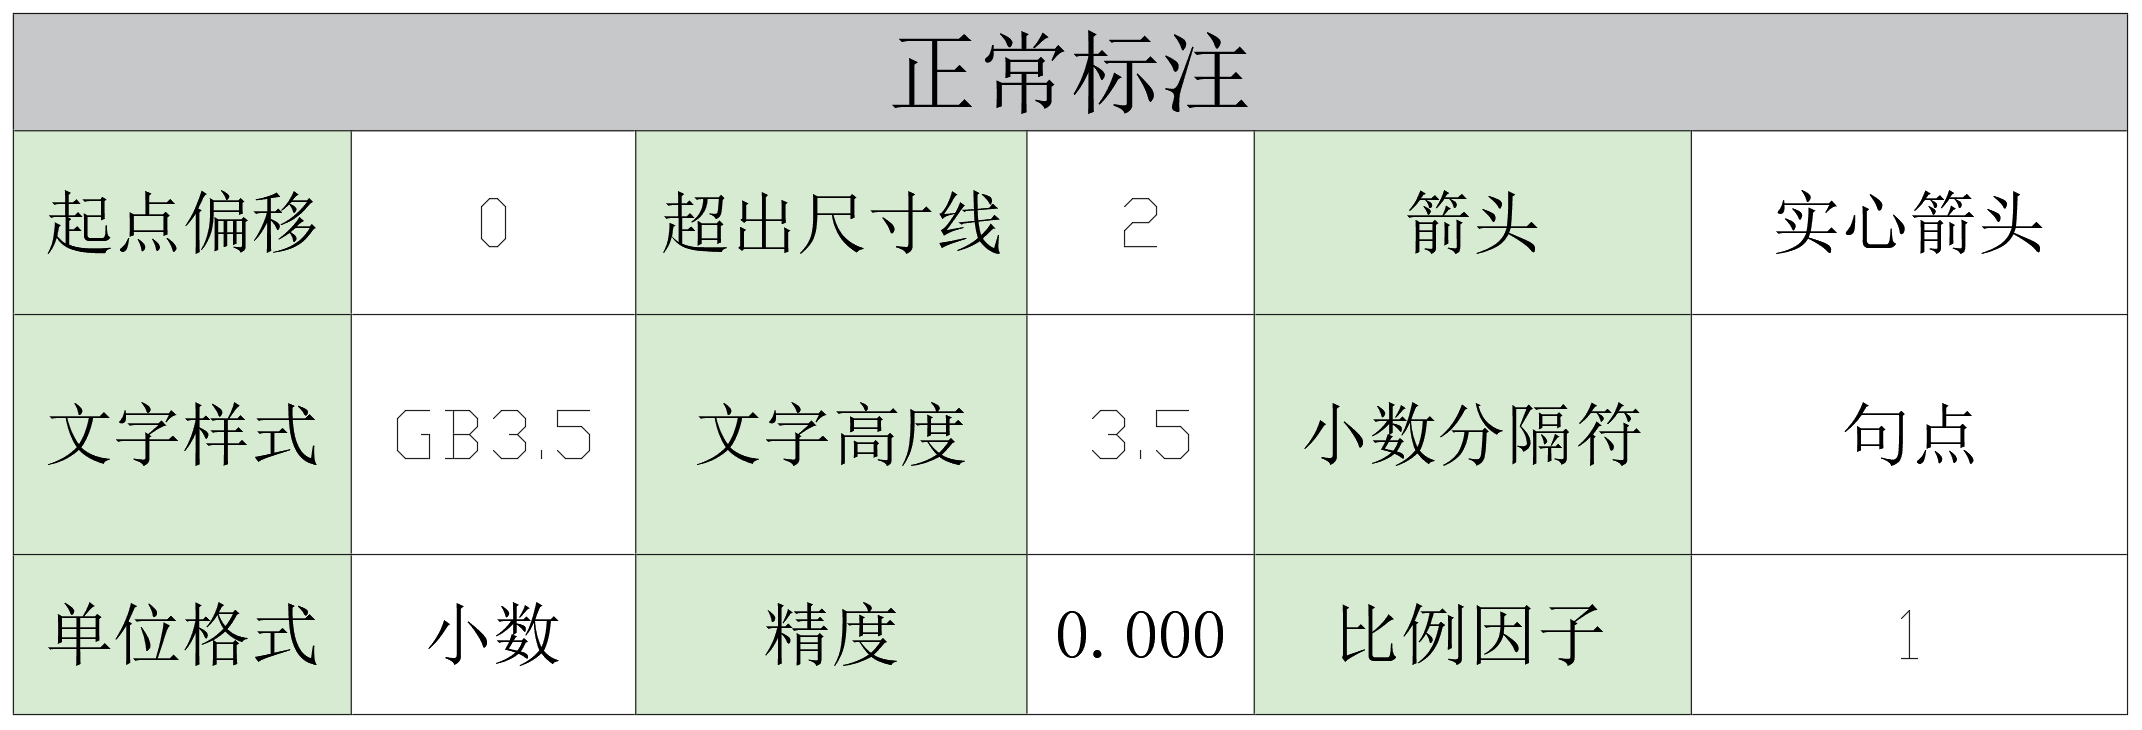 正常标注
起点偏移 0 超出尺寸线 2 箭头 实心箭头
文字样式 GB3.5 文字高度 3.5 小数分隔符 句点
单位格式 小数 精度 0.000 比例因子 1